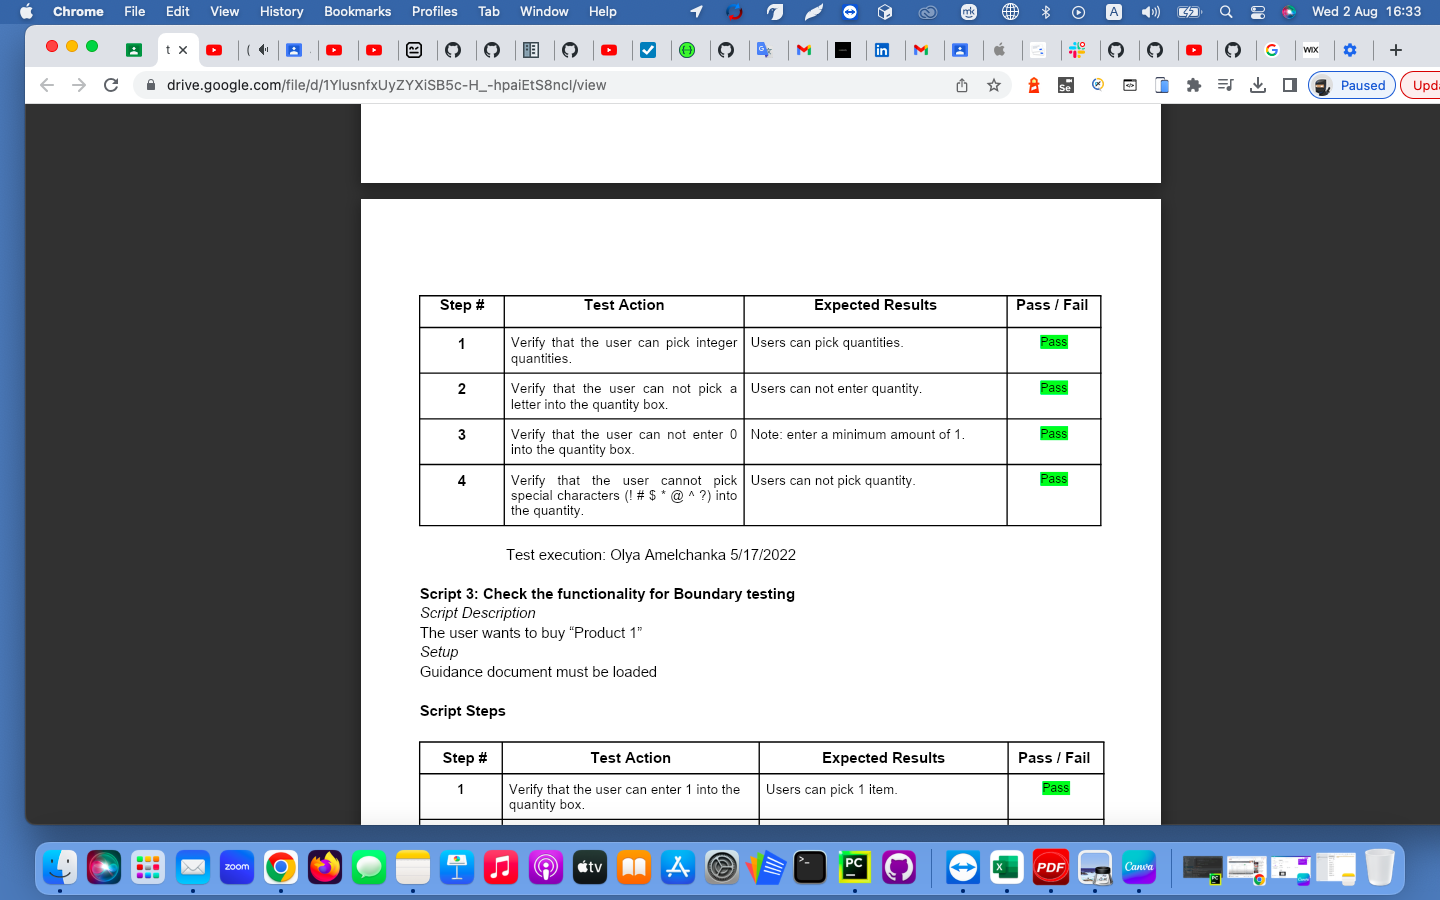 Chrome File Edit View History Bookmarks Profiles Tab Window Help
A
Wed 2 Aug 16:33
t
G
WIX
drive.google.com/file/d/1YlusnfxUyZYXiSB5c-H_-hpaiEtS8ncl/view
Se
Paused
Upd
Step # Test Action Expected Results Pass / Fail
1 Verify that the user can pick integer Users can pick quantities. Pass
quantities.
2 Verify that the user can not pick a Users can not enter quantity. Pass
letter into the quantity box.
3 Verify that the user can not enter 0 Note: enter a minimum amount of 1. Pass
into the quantity box.
4 Verify that the user cannot pick Users can not pick quantity. Pass
special characters (! # $ * @ ^ ?) into
the quantity.
Test execution: Olya Amelchanka 5/17/2022
Script 3: Check the functionality for Boundary testing
Script Description
The user wants to buy “Product 1”
Setup
Guidance document must be loaded
Script Steps
Step # Test Action Expected Results Pass / Fail
1 Verify that the user can enter 1 into the Users can pick 1 item. Pass
quantity box.
zoom
tv
PC
PDF
Canva